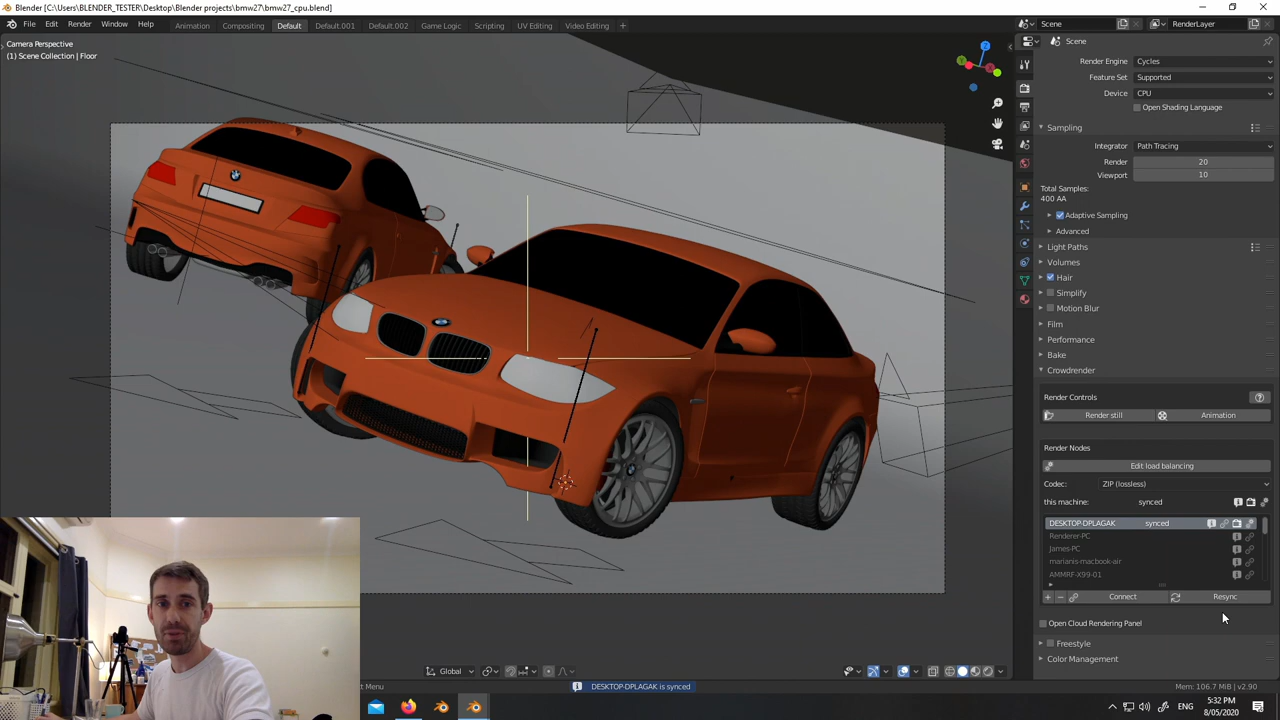 Blender [C:\Users\BLENDER_TESTER\Desktop\Blender projects\bmw27\bmw27_cpu.blend]
File Edit Render Window Help Animation Compositing Default Default.001 Default.002 Game Logic Scripting UV Editing Video Editing + Scene RenderLayer
Camera Perspective
(1) Scene Collection | Floor
Z
Scene
Render Engine Cycles
Feature Set Supported
Device CPU
Open Shading Language
Sampling
Integrator Path Tracing
Render 20
Viewport 10
Total Samples:
400 AA
Adaptive Sampling
Advanced
Light Paths
Volumes
Hair
Simplify
Motion Blur
Film
Performance
Bake
Crowdrender
Render Controls
Render still Animation
Render Nodes
Edit load balancing
Codec: ZIP (lossless)
this machine: synced
DESKTOP-DPLAGAK synced
Renderer-PC
James-PC
marianis-macbook-air
AMMRF-X99-01
+ − Connect Resync
Open Cloud Rendering Panel
Freestyle
Color Management
Global
t Menu DESKTOP-DPLAGAK is synced Mem: 106.7 MiB | v2.90
ENG
5:32 PM
8/05/2020